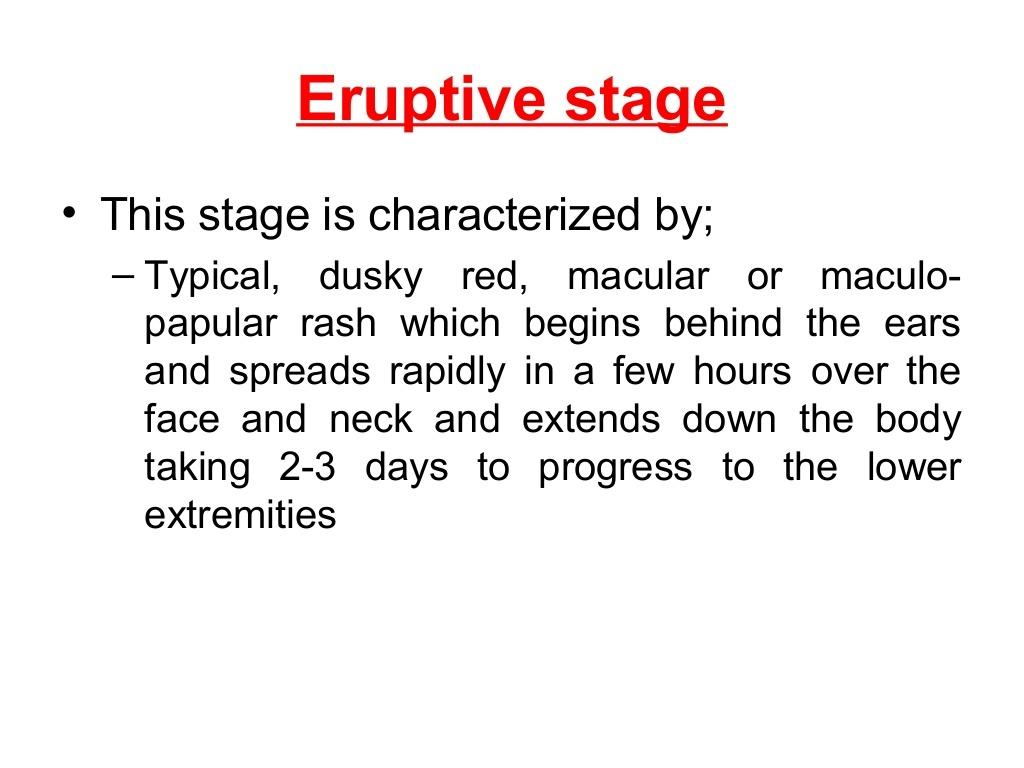 Eruptive stage
• This stage is characterized by;
– Typical, dusky red, macular or maculo-
papular rash which begins behind the ears
and spreads rapidly in a few hours over the
face and neck and extends down the body
taking 2-3 days to progress to the lower
extremities